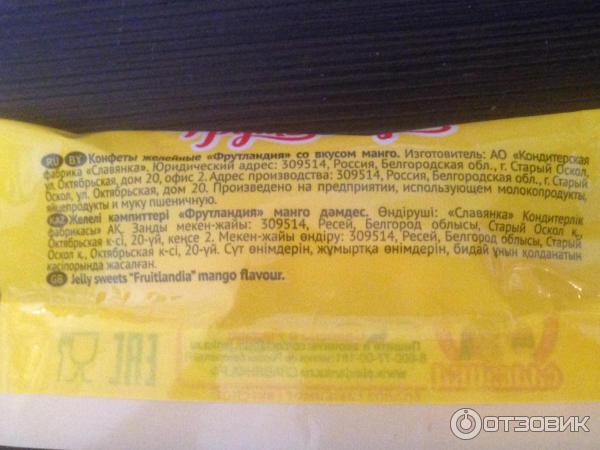 RU BY Конфеты желейные «Фрутландия» со вкусом манго. Изготовитель: АО «Кондитерская
фабрика "Славянка". Юридический адрес: 309514, Россия, Белгородская обл., г. Старый Оскол,
ул. Октябрьская, дом 20, офис 2. Адрес производства: 309514, Россия, Белгородская обл., г. Старый
Оскол, ул. Октябрьская, дом 20. Произведено на предприятии, использующем молокопродукты,
яйцепродукты и муку пшеничную.
KAZ Желелі кәмпиттері «Фрутландия» манго дәмдес. Өндіруші: «Славянка» Кондитерлік
фабрикасы» АҚ. Заңды мекен-жайы: 309514, Ресей, Белгород облысы, Старый Оскол қ.,
Октябрьская к-сі, 20-үй, кеңсе 2. Мекен-жайы өндіру: 309514, Ресей, Белгород облысы, Старый
Оскол қ., Октябрьская к-сі, 20-үй. Сүт өнімдерін, жұмыртқа өнімдерін, бидай ұнын қолданатын
кәсіпорында жасалған.
GB Jelly sweets "Fruitlandia" mango flavour.
EAC
ОТЗОВИК